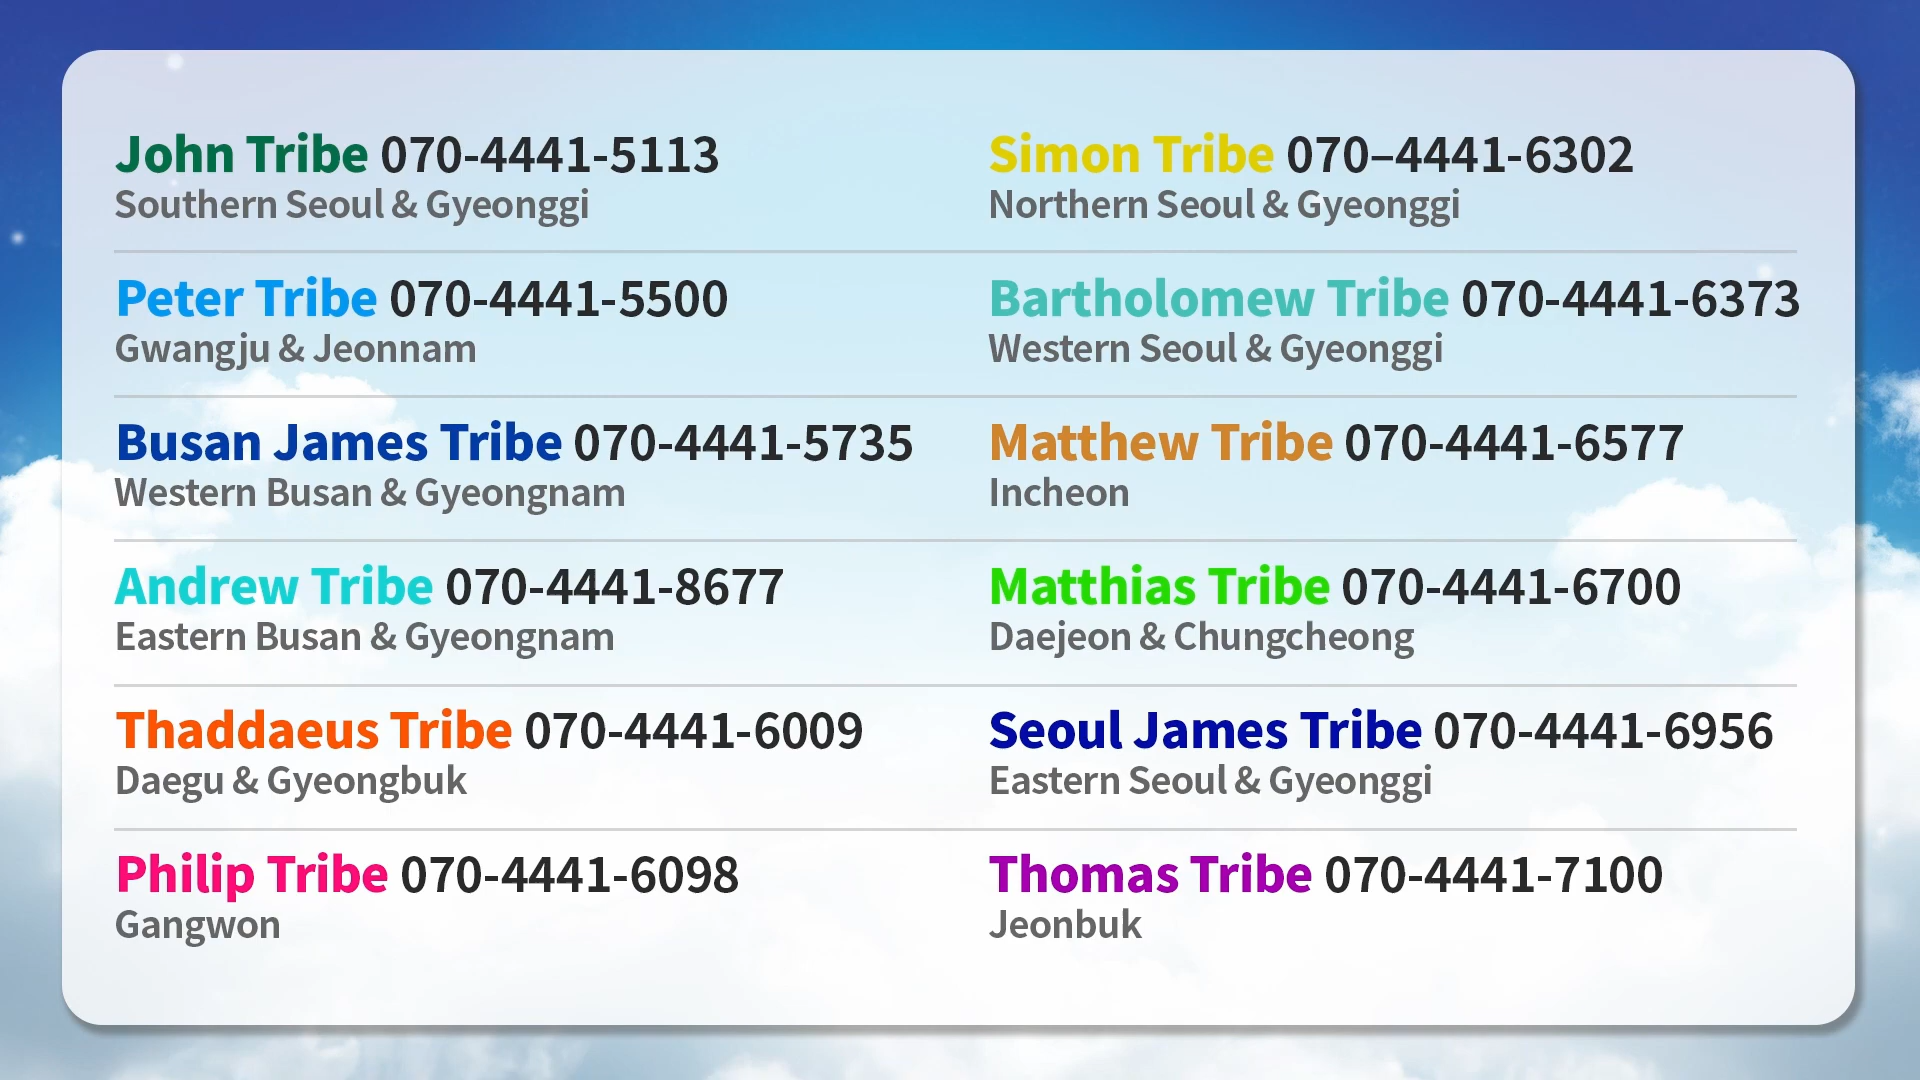 John Tribe 070-4441-5113
Southern Seoul & Gyeonggi
Simon Tribe 070–4441-6302
Northern Seoul & Gyeonggi
Peter Tribe 070-4441-5500
Gwangju & Jeonnam
Bartholomew Tribe 070-4441-6373
Western Seoul & Gyeonggi
Busan James Tribe 070-4441-5735
Western Busan & Gyeongnam
Matthew Tribe 070-4441-6577
Incheon
Andrew Tribe 070-4441-8677
Eastern Busan & Gyeongnam
Matthias Tribe 070-4441-6700
Daejeon & Chungcheong
Thaddaeus Tribe 070-4441-6009
Daegu & Gyeongbuk
Seoul James Tribe 070-4441-6956
Eastern Seoul & Gyeonggi
Philip Tribe 070-4441-6098
Gangwon
Thomas Tribe 070-4441-7100
Jeonbuk